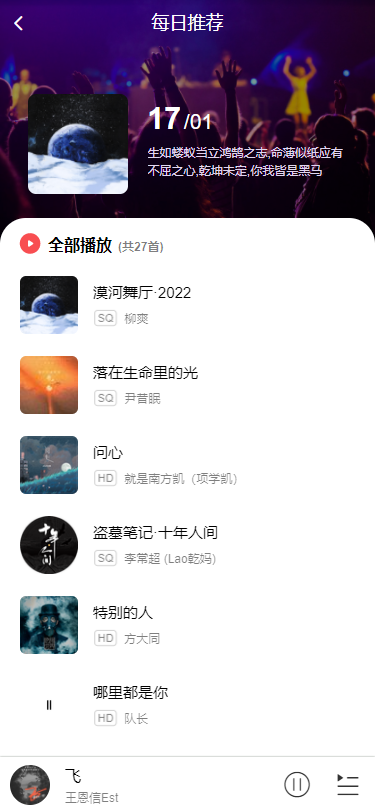 每日推荐
17/01
生如蝼蚁当立鸿鹄之志,命薄似纸应有
不屈之心,乾坤未定,你我皆是黑马
全部播放 (共27首)
漠河舞厅·2022
SQ 柳爽
落在生命里的光
SQ 尹昔眠
问心
HD 就是南方凯（项学凯）
十年人间
盗墓笔记·十年人间
SQ 李常超 (Lao乾妈)
特别的人
HD 方大同
哪里都是你
HD 队长
飞
王恩信Est